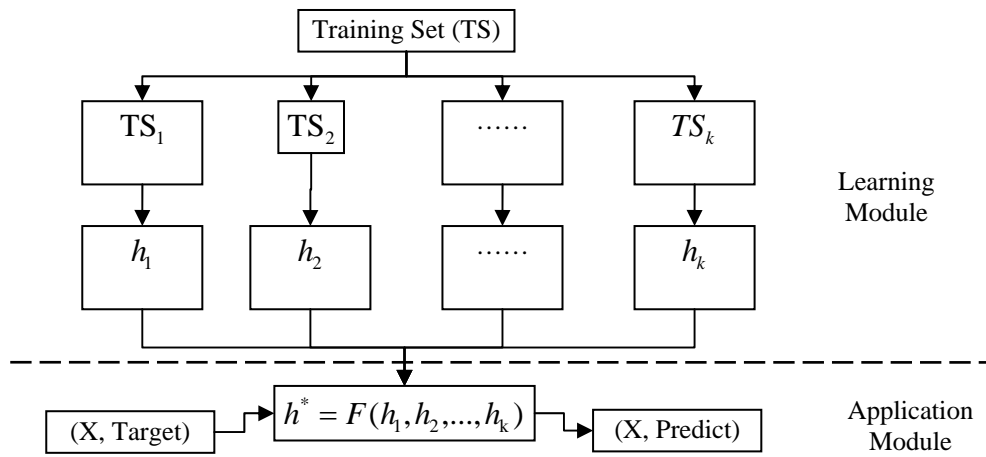 Training Set (TS)
TS₁ TS₂ …… TSₖ
Learning
Module
h₁ h₂ …… hₖ
h* = F(h₁,h₂,...,hₖ)
(X, Target)
(X, Predict)
Application
Module